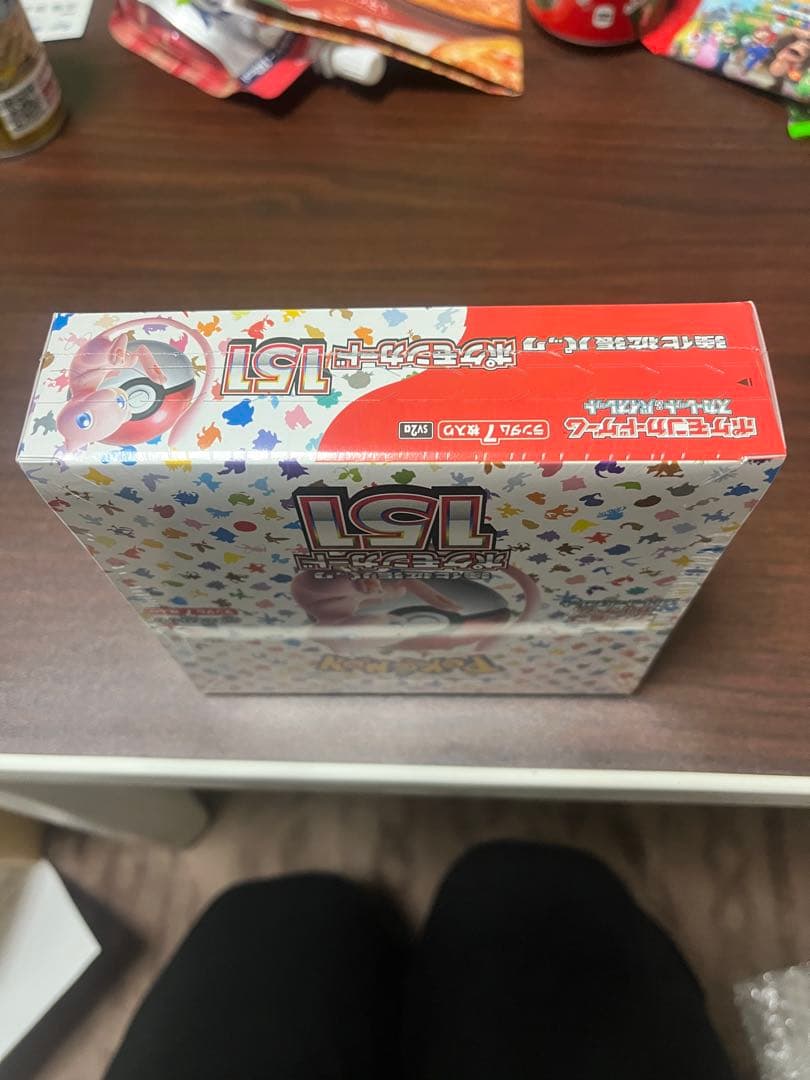 ポケモンカードゲーム
スカーレット&バイオレット
強化拡張パック
ポケモンカード151
ランダム7枚入り
sv2a
Pokémon
強化拡張パック
ポケモンカード
151